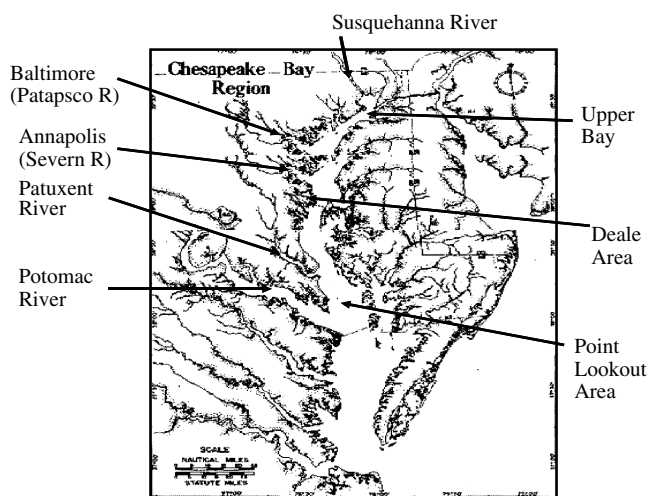 Susquehanna River
Chesapeake Bay
Region
Baltimore
(Patapsco R)
Annapolis
(Severn R)
Patuxent
River
Potomac
River
Upper
Bay
Deale
Area
Point
Lookout
Area
SCALE
NAUTICAL MILES
STATUTE MILES